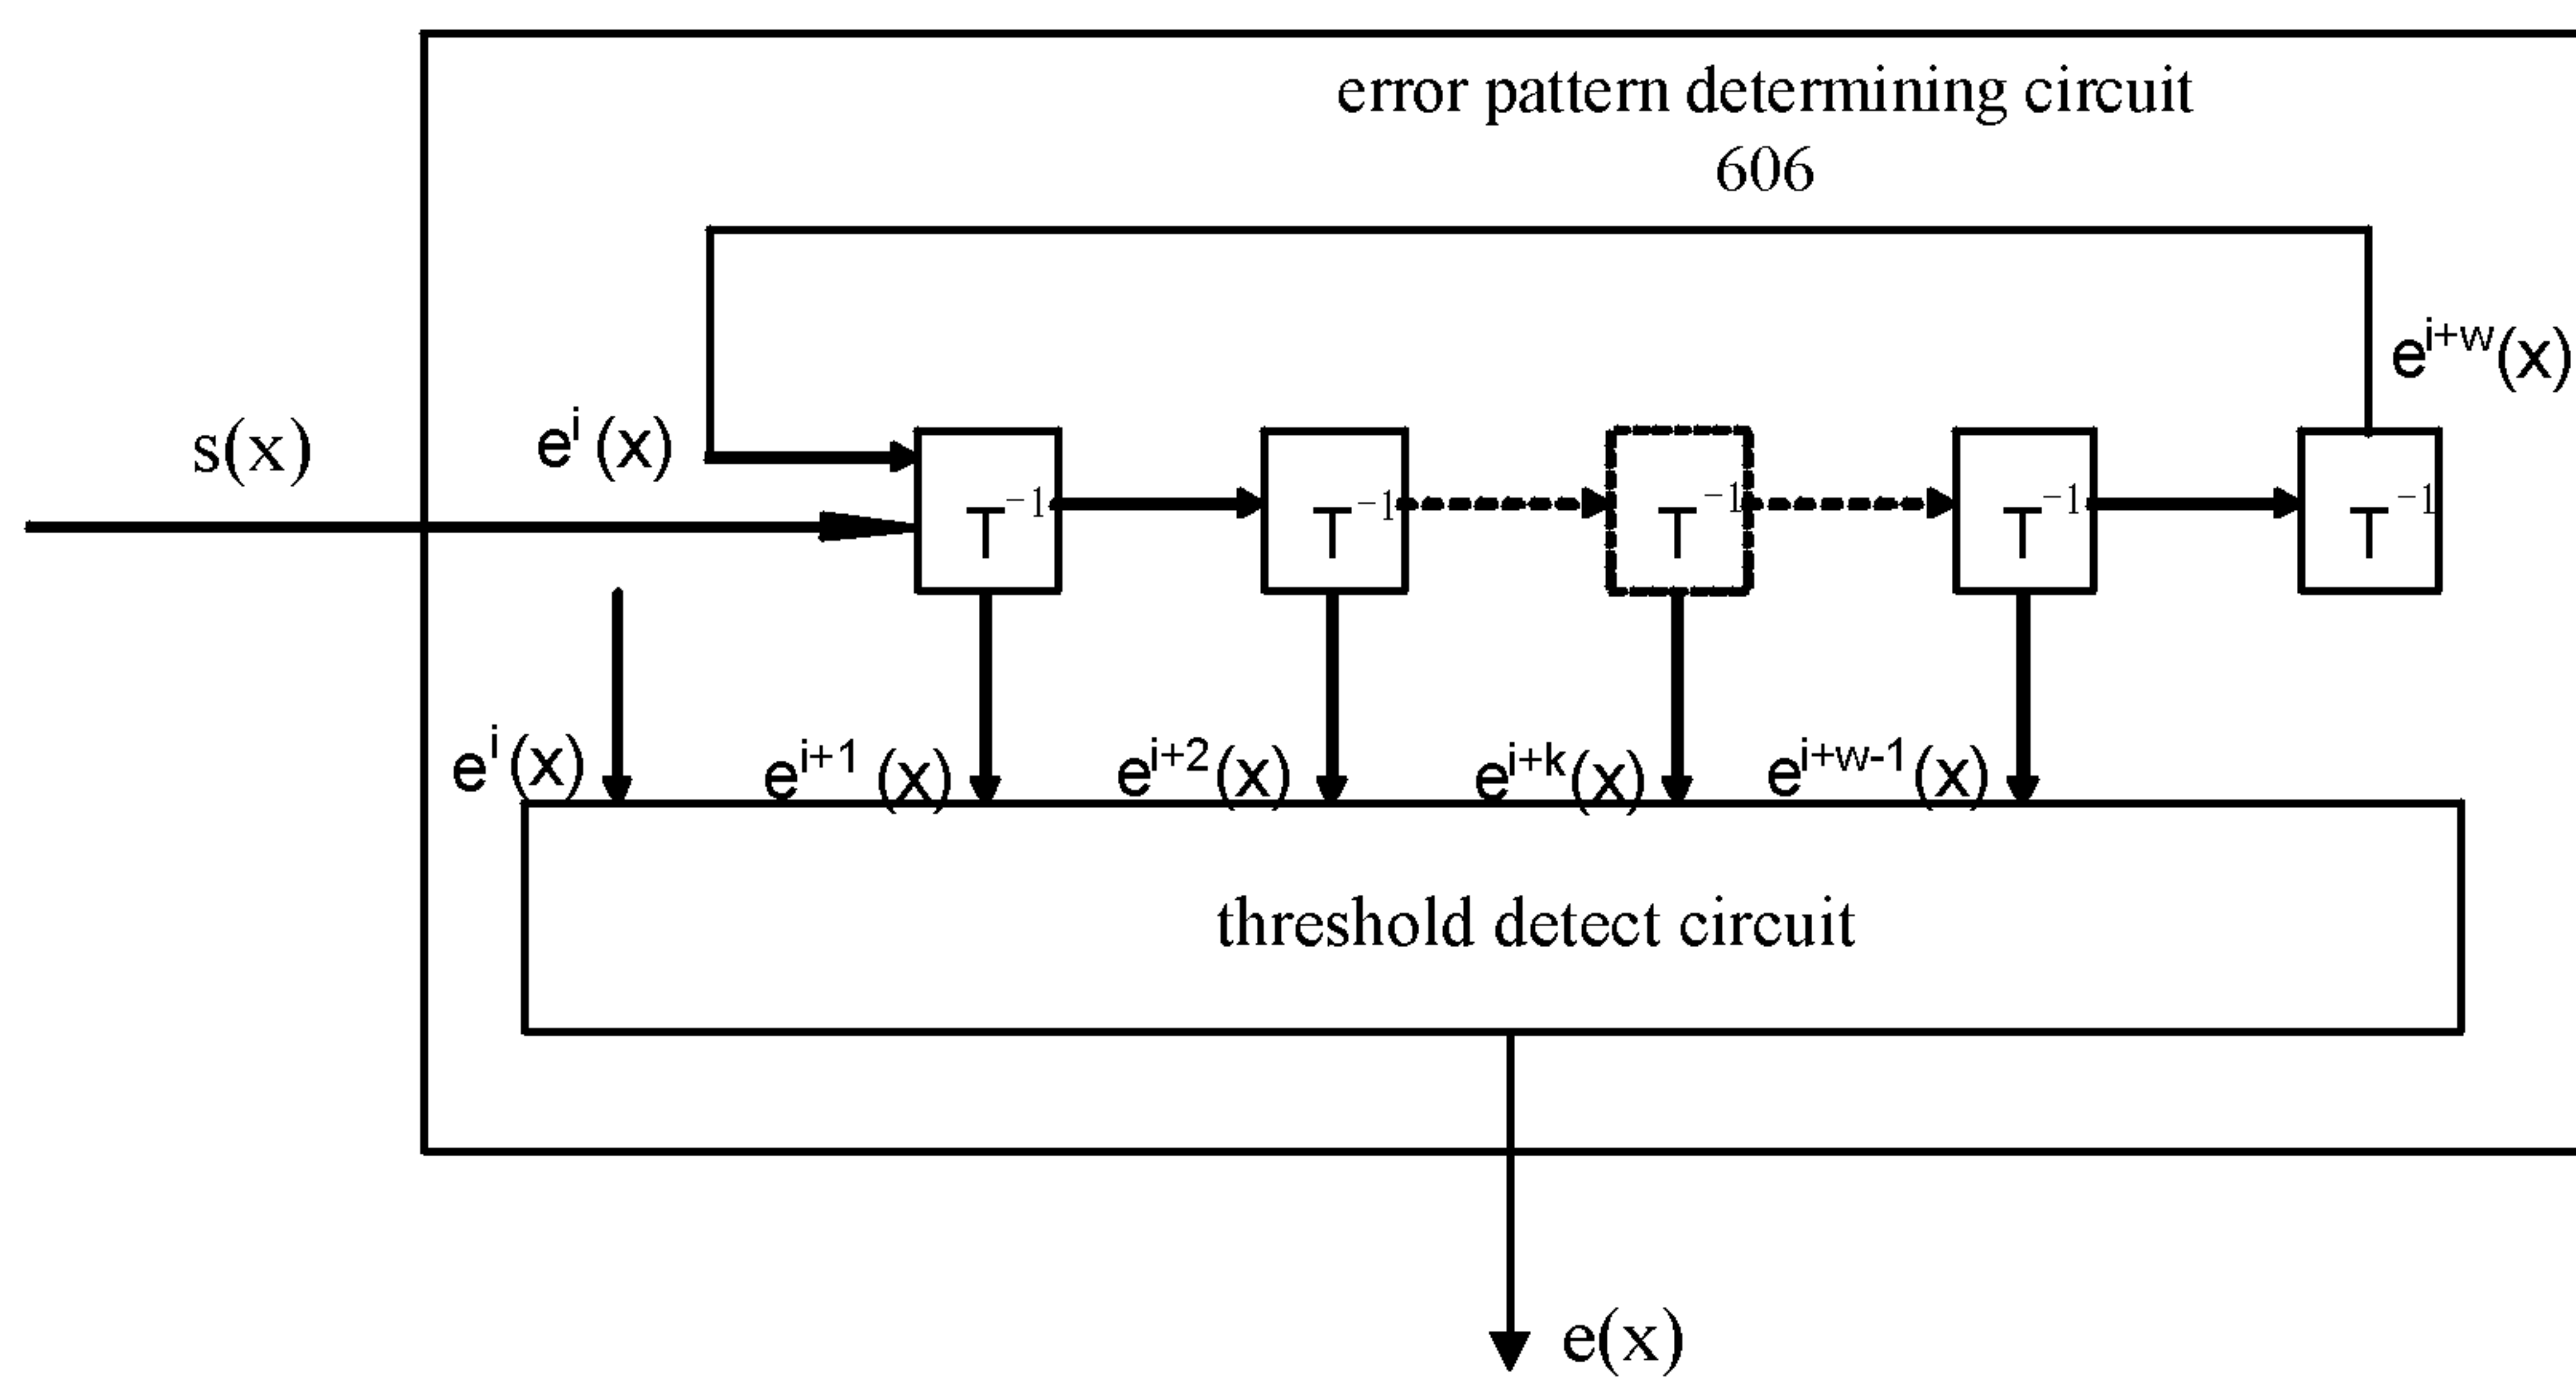 error pattern determining circuit
606
e^{i+w}(x)
s(x)
e^{i}(x)
T^{-1}
T^{-1}
T^{-1}
T^{-1}
T^{-1}
e^{i}(x)
e^{i+1}(x)
e^{i+2}(x)
e^{i+k}(x)
e^{i+w-1}(x)
threshold detect circuit
e(x)